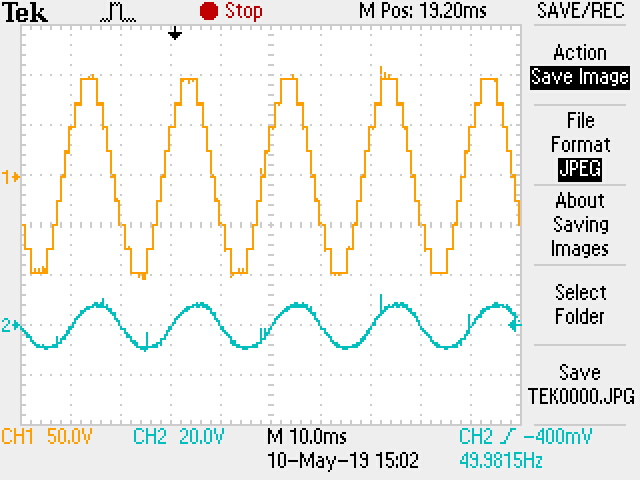 Tek Stop M Pos: 19.20ms SAVE/REC
Action
Save Image
File
Format
JPEG
About
Saving
Images
Select
Folder
Save
TEK0000.JPG
1
2
CH1 50.0V CH2 20.0V M 10.0ms CH2 −400mV
10−May−19 15:02 49.9815Hz